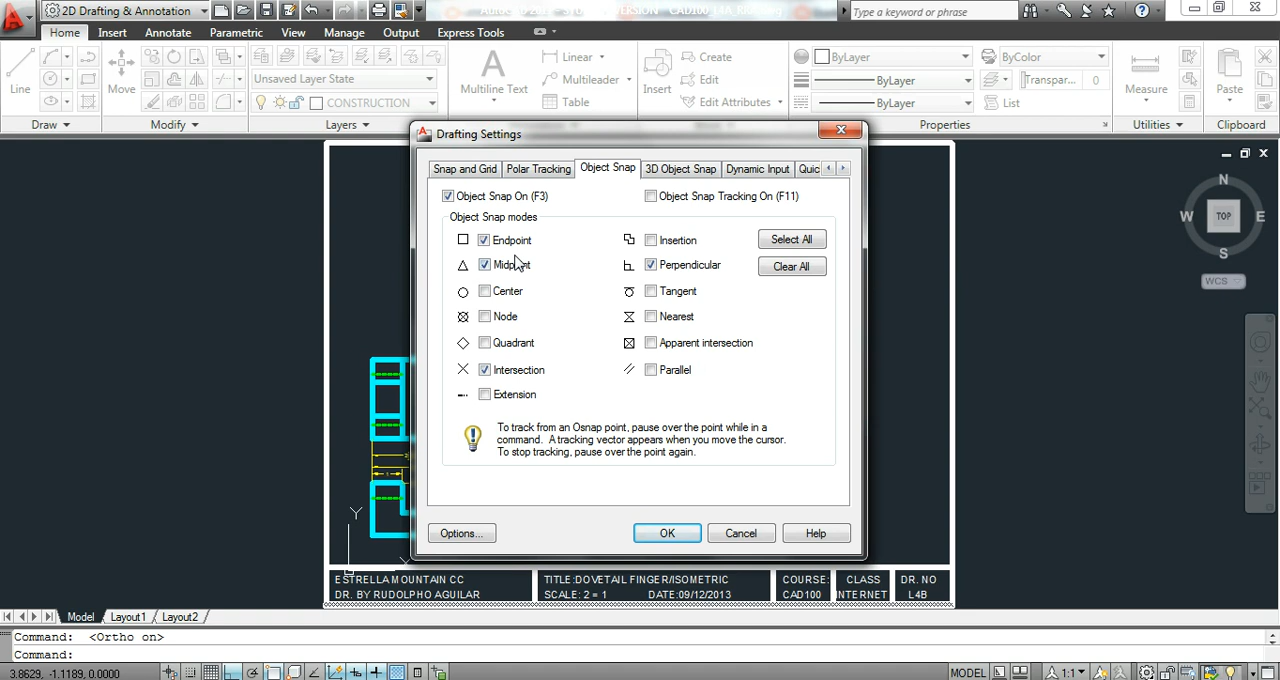 2D Drafting & Annotation
Type a keyword or phrase
Home Insert Annotate Parametric View Manage Output Express Tools
Line
Move
Unsaved Layer State
CONSTRUCTION
Multiline Text
Linear
Multileader
Table
Insert
Create
Edit
Edit Attributes
ByLayer
ByLayer
ByLayer
ByColor
Transpar... 0
List
Measure
Paste
Draw Modify Layers Properties Utilities Clipboard
Drafting Settings
Snap and Grid Polar Tracking Object Snap 3D Object Snap Dynamic Input Quic
Object Snap On (F3) Object Snap Tracking On (F11)
Object Snap modes
Endpoint Insertion Select All
Midpoint Perpendicular Clear All
Center Tangent
Node Nearest
Quadrant Apparent intersection
Intersection Parallel
Extension
To track from an Osnap point, pause over the point while in a
command. A tracking vector appears when you move the cursor.
To stop tracking, pause over the point again.
Options... OK Cancel Help
N
W TOP E
S
WCS
Y
ESTRELLA MOUNTAIN CC
DR. BY RUDOLPHO AGUILAR
TITLE:DOVETAIL FINGER/ISOMETRIC
SCALE: 2 = 1 DATE:09/12/2013
COURSE:
CAD100
CLASS
INTERNET
DR. NO
L4B
Model Layout1 Layout2
Command: <Ortho on>
Command:
3.8629, -1.1189, 0.0000
MODEL 1:1